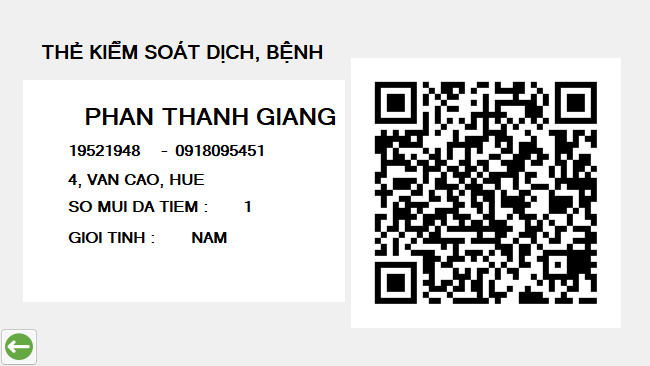 THẺ KIỂM SOÁT DỊCH, BỆNH
PHAN THANH GIANG
19521948 - 0918095451
4, VAN CAO, HUE
SO MUI DA TIEM : 1
GIOI TINH : NAM